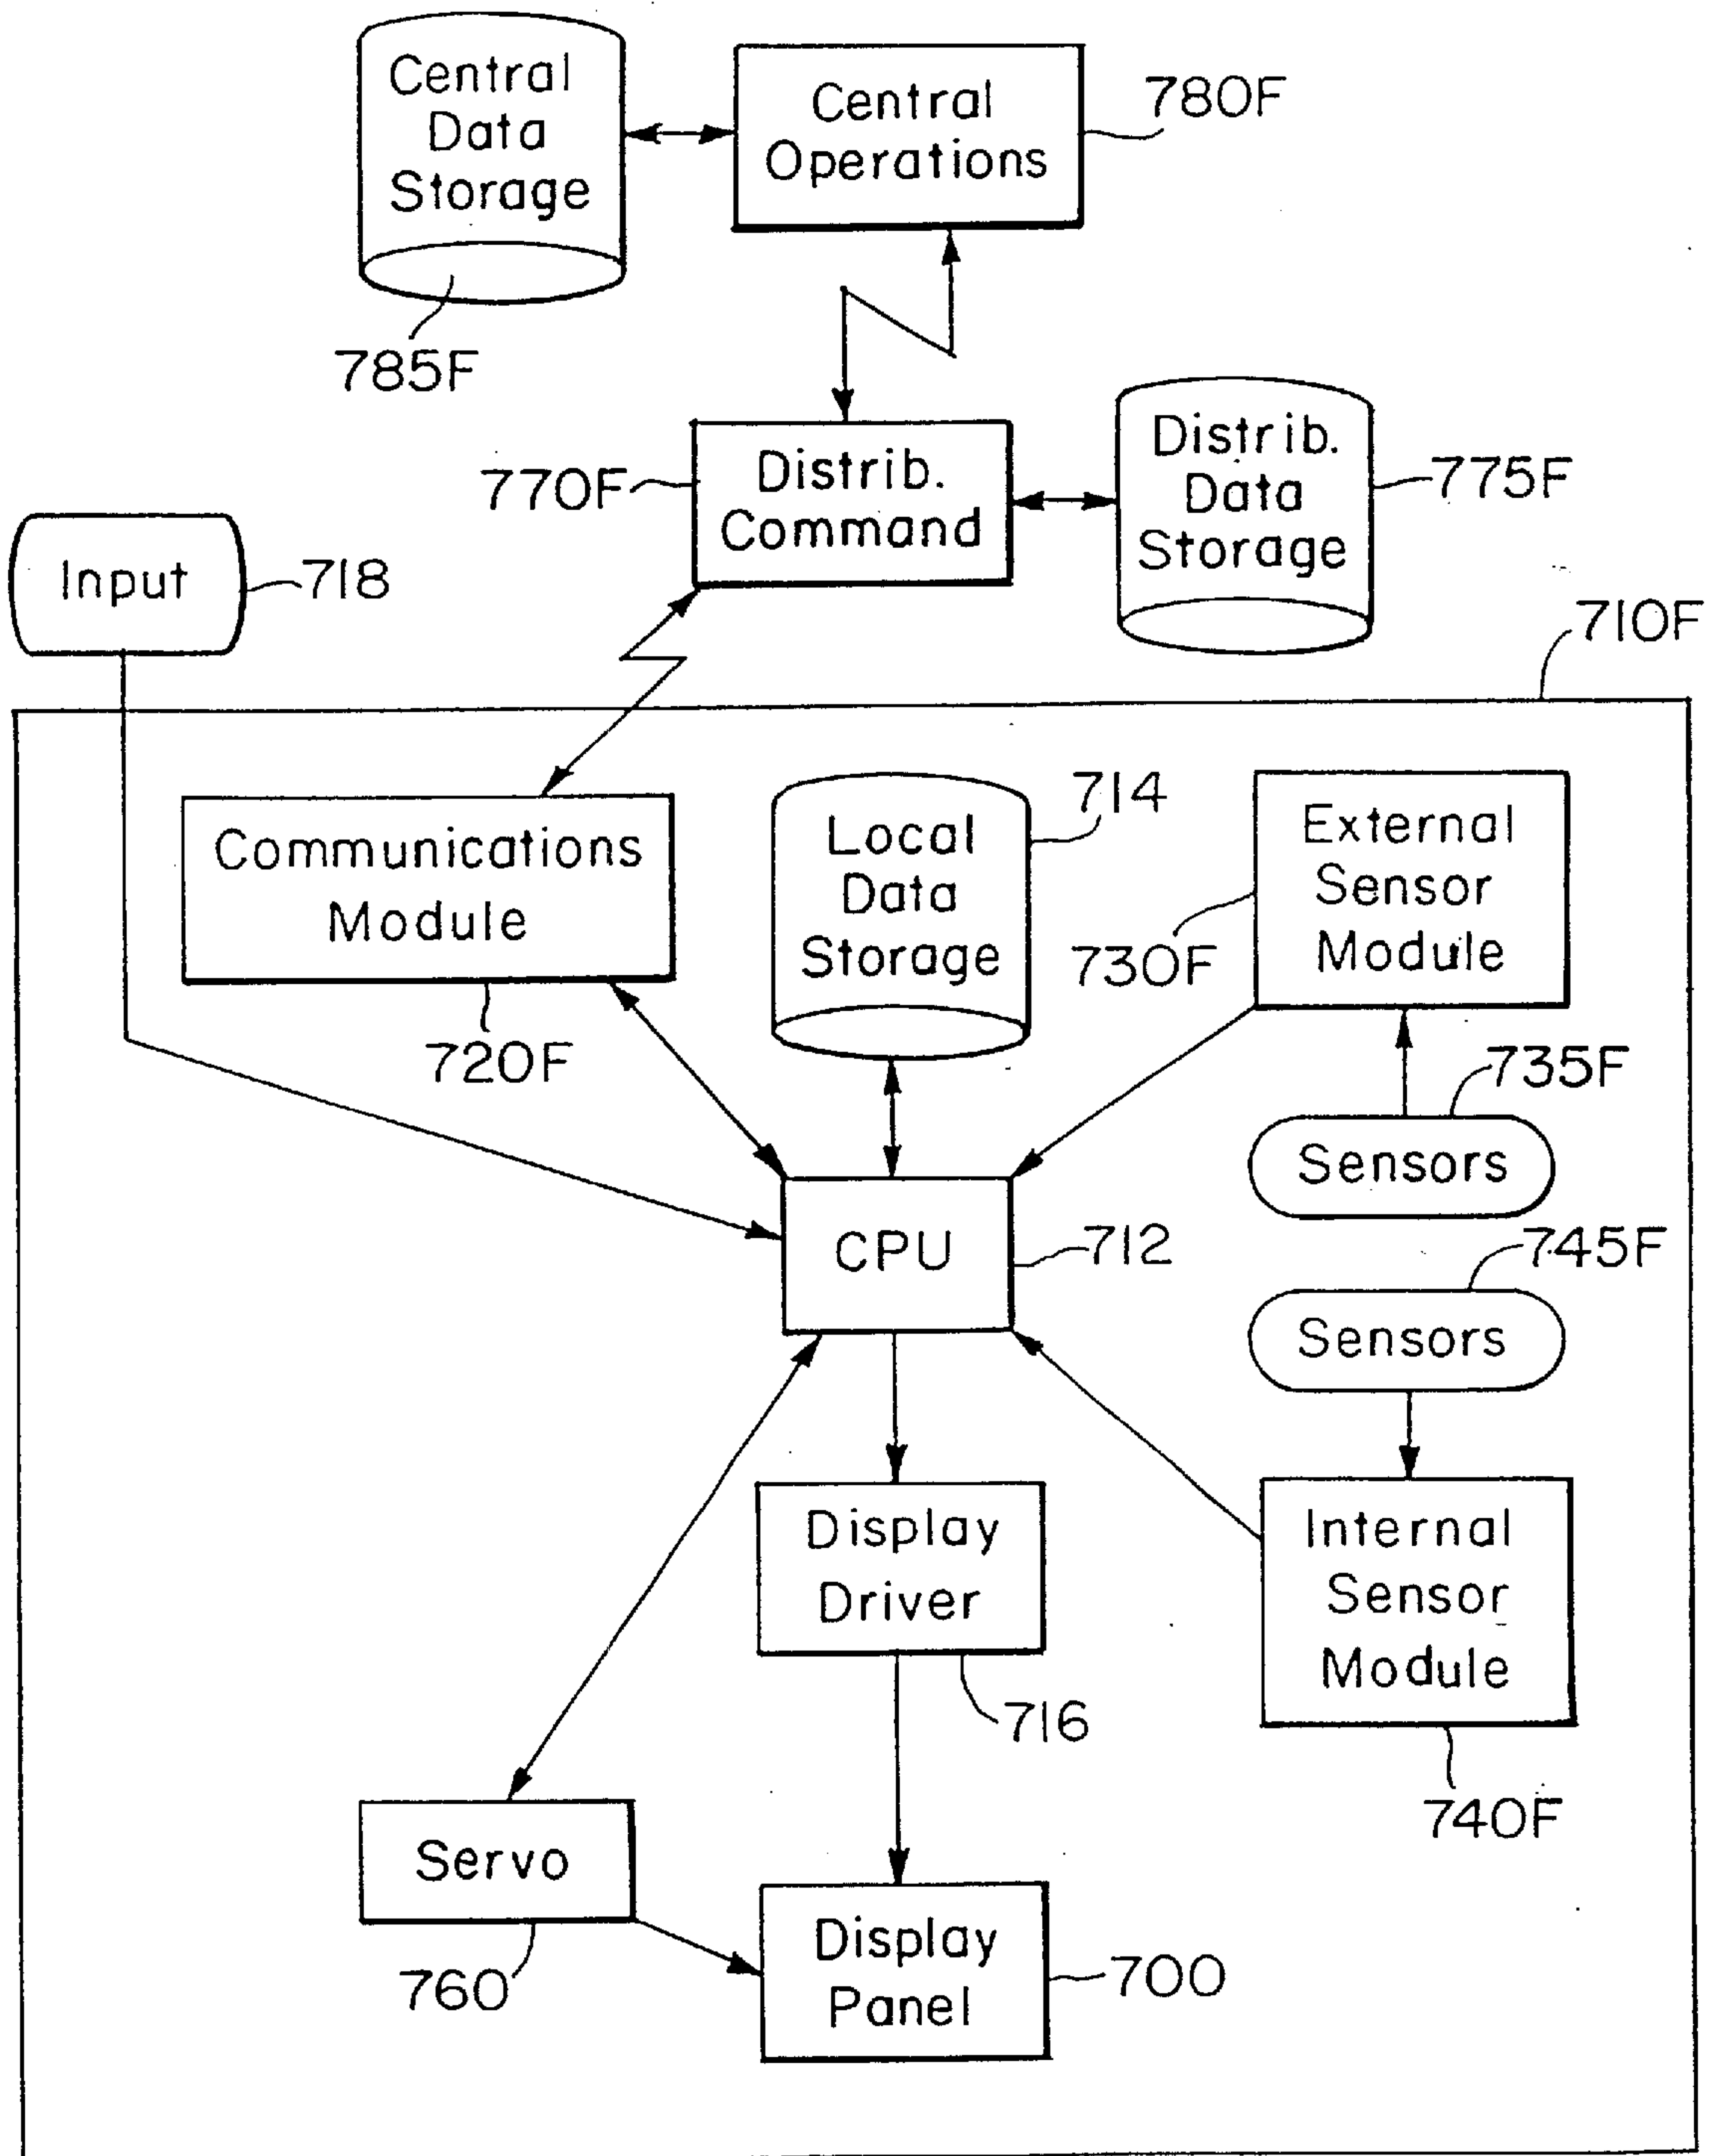 Central
Data
Storage
785F
Central
Operations
780F
770F
Distrib.
Command
Distrib.
Data
Storage
775F
Input
718
710F
Communications
Module
720F
Local
Data
Storage
714
External
Sensor
Module
730F
735F
Sensors
CPU
712
745F
Sensors
Display
Driver
716
Internal
Sensor
Module
740F
Servo
760
Display
Panel
700